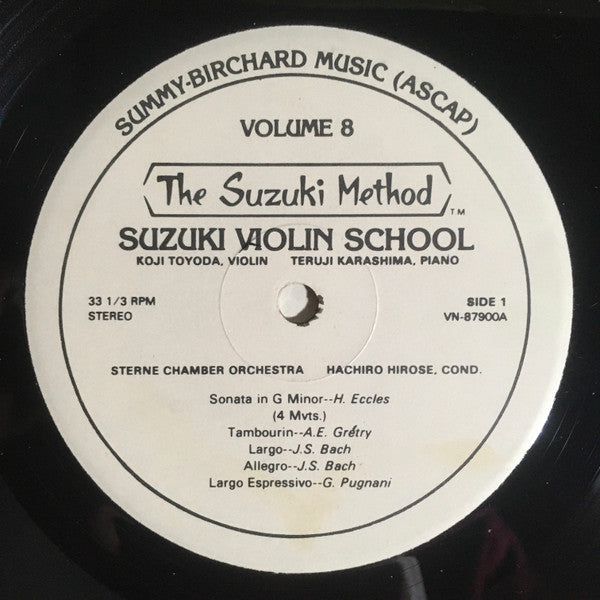 SUMMY-BIRCHARD MUSIC (ASCAP)
VOLUME 8
The Suzuki Method
TM
SUZUKI VIOLIN SCHOOL
KOJI TOYODA, VIOLIN TERUJI KARASHIMA, PIANO
33 1/3 RPM SIDE 1
STEREO VN-87900A
STERNE CHAMBER ORCHESTRA HACHIRO HIROSE, COND.
Sonata in G Minor--H. Eccles
(4 Mvts.)
Tambourin--A.E. Grétry
Largo--J.S. Bach
Allegro--J.S. Bach
Largo Espressivo--G. Pugnani